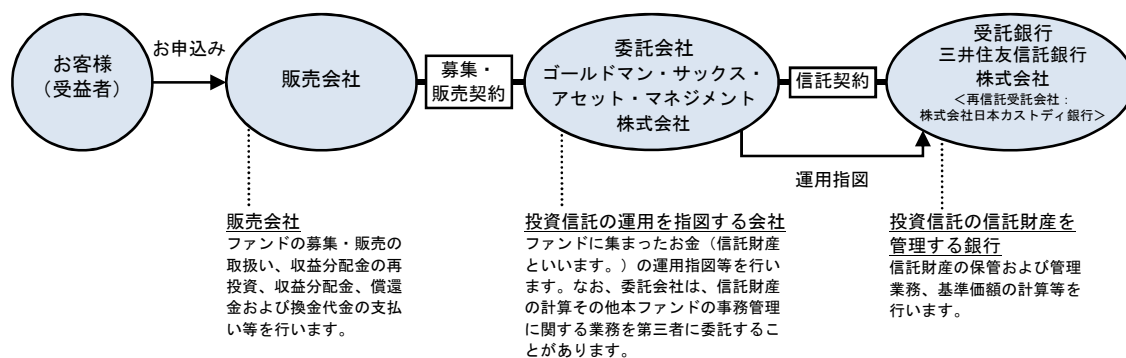 お客様
（受益者）
お申込み
販売会社
募集・
販売契約
委託会社
ゴールドマン・サックス・
アセット・マネジメント
株式会社
信託契約
受託銀行
三井住友信託銀行
株式会社
＜再信託受託会社：
株式会社日本カストディ銀行＞
運用指図
販売会社
ファンドの募集・販売の
取扱い、収益分配金の再
投資、収益分配金、償還
金および換金代金の支払
い等を行います。
投資信託の運用を指図する会社
ファンドに集まったお金（信託財産
といいます。）の運用指図等を行い
ます。なお、委託会社は、信託財産
の計算その他本ファンドの事務管理
に関する業務を第三者に委託するこ
とがあります。
投資信託の信託財産を
管理する銀行
信託財産の保管および管理
業務、基準価額の計算等を
行います。